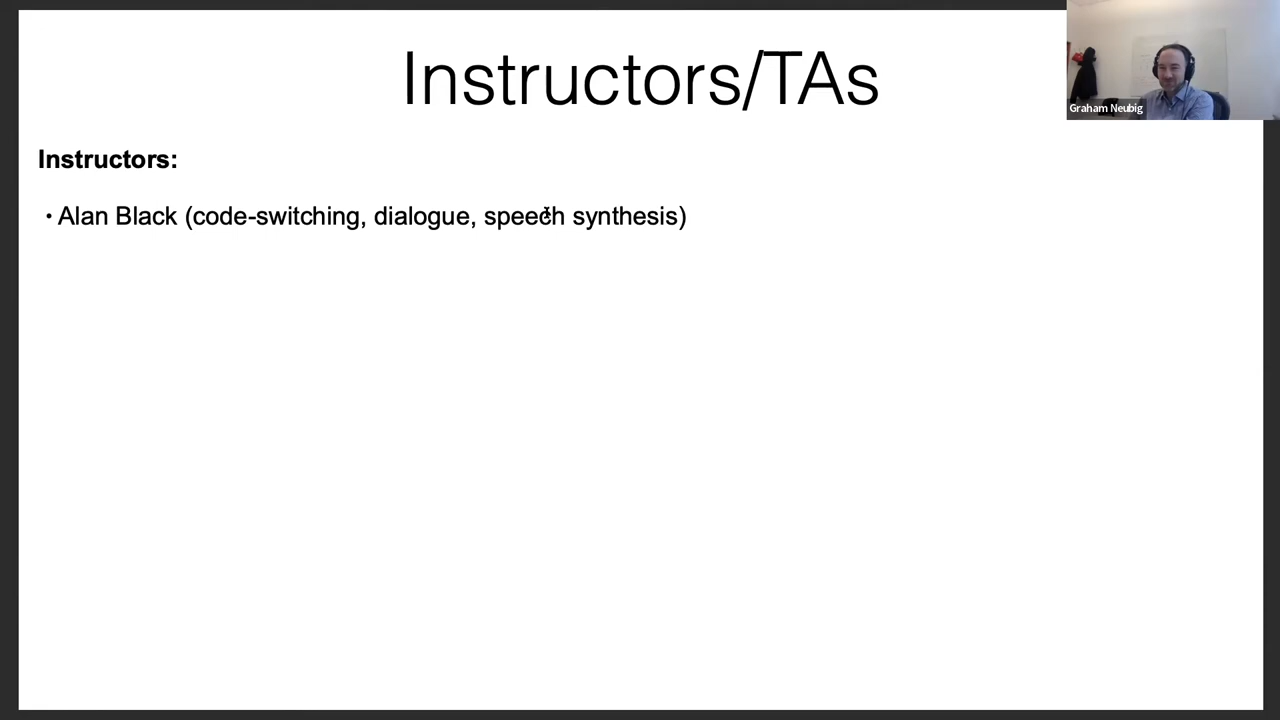 Instructors/TAs
Graham Neubig
Instructors:
• Alan Black (code-switching, dialogue, speech synthesis)